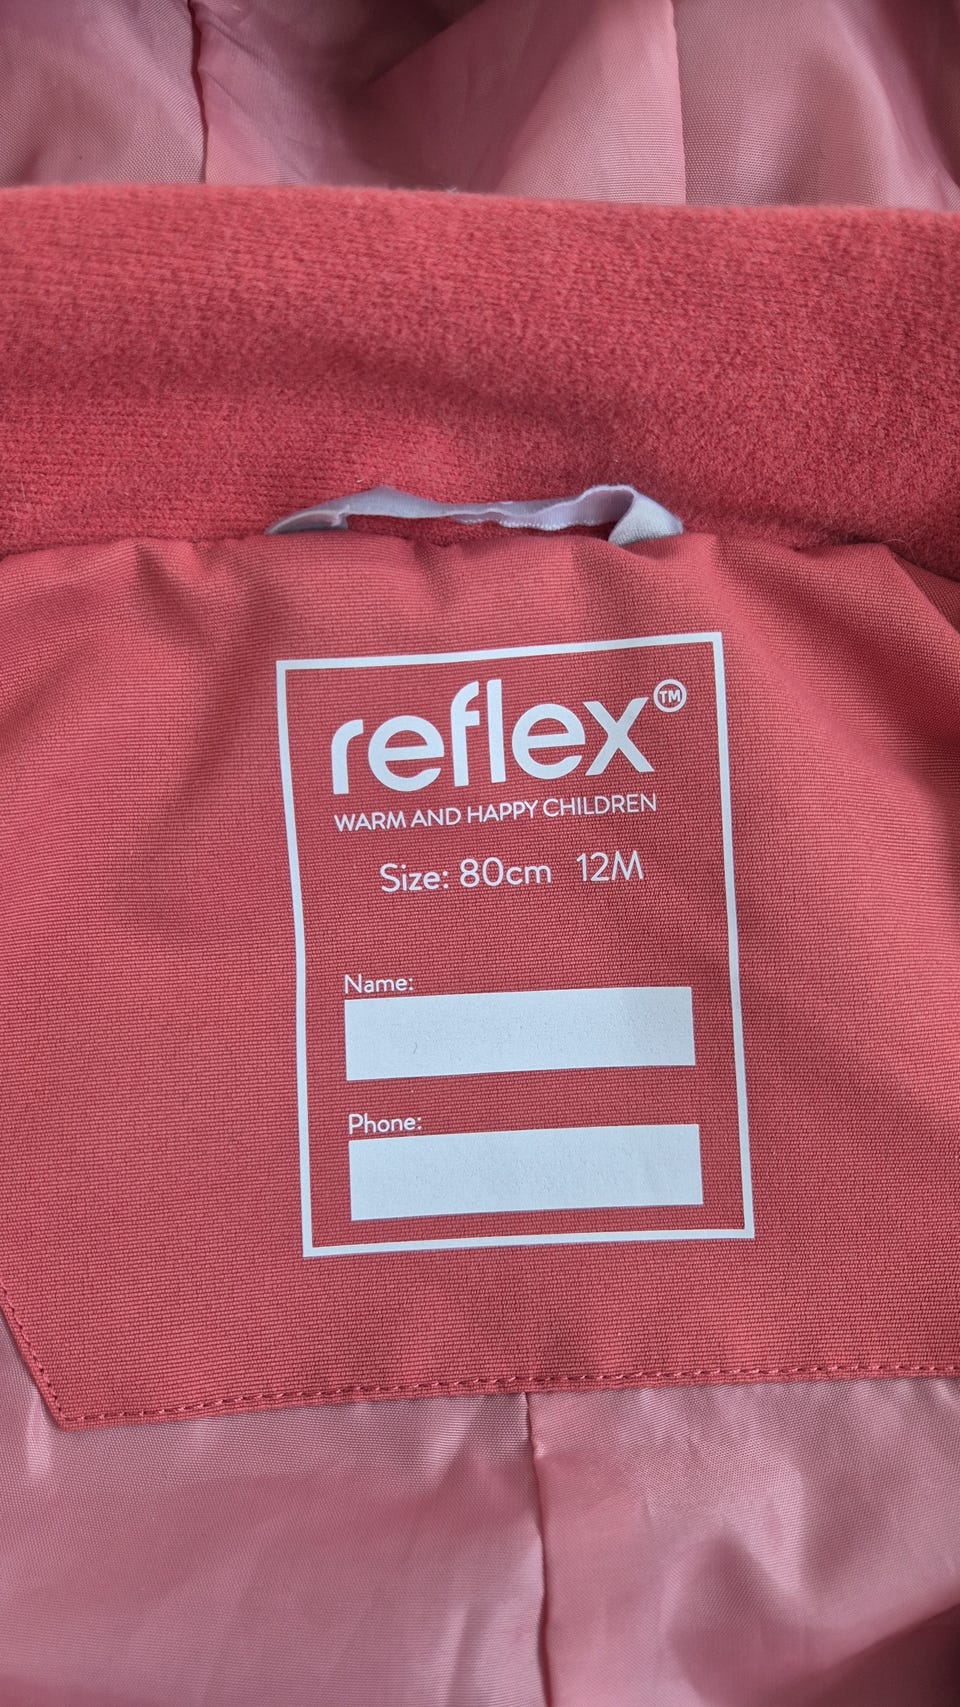 reflex™
WARM AND HAPPY CHILDREN
Size: 80cm 12M
Name:
Phone: